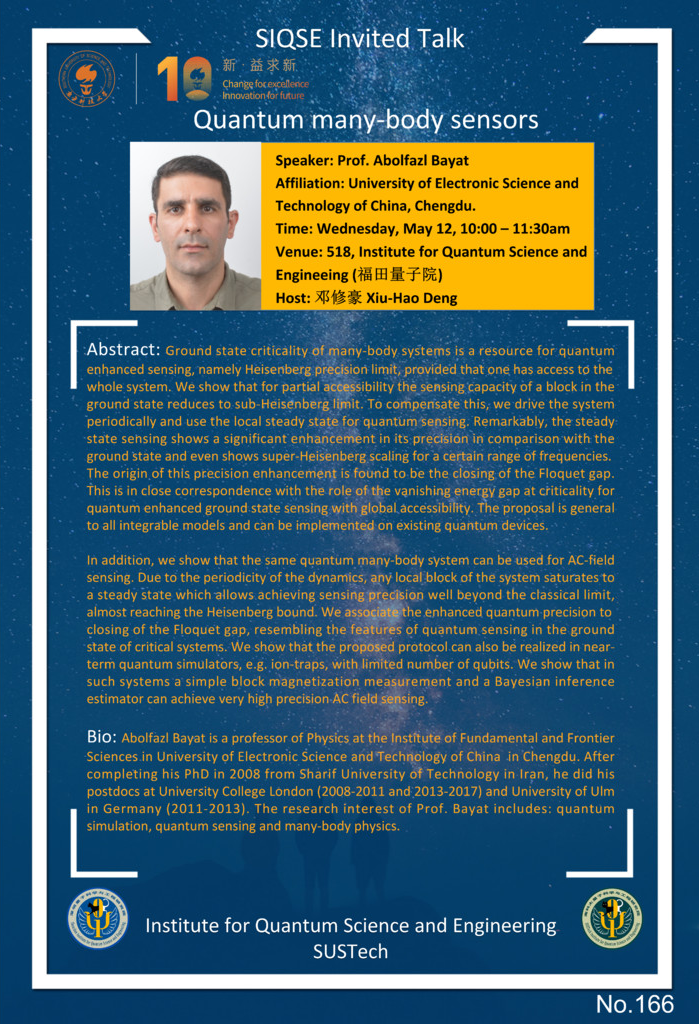 SIQSE Invited Talk
新·益求新
Change for excellence
Innovation for future
Quantum many-body sensors
Speaker: Prof. Abolfazl Bayat
Affiliation: University of Electronic Science and
Technology of China, Chengdu.
Time: Wednesday, May 12, 10:00 – 11:30am
Venue: 518, Institute for Quantum Science and
Engineeing (福田量子院)
Host: 邓修豪 Xiu-Hao Deng
Abstract: Ground state criticality of many-body systems is a resource for quantum
enhanced sensing, namely Heisenberg precision limit, provided that one has access to the
whole system. We show that for partial accessibility the sensing capacity of a block in the
ground state reduces to sub-Heisenberg limit. To compensate this, we drive the system
periodically and use the local steady state for quantum sensing. Remarkably, the steady
state sensing shows a significant enhancement in its precision in comparison with the
ground state and even shows super-Heisenberg scaling for a certain range of frequencies.
The origin of this precision enhancement is found to be the closing of the Floquet gap.
This is in close correspondence with the role of the vanishing energy gap at criticality for
quantum enhanced ground state sensing with global accessibility. The proposal is general
to all integrable models and can be implemented on existing quantum devices.
In addition, we show that the same quantum many-body system can be used for AC-field
sensing. Due to the periodicity of the dynamics, any local block of the system saturates to
a steady state which allows achieving sensing precision well beyond the classical limit,
almost reaching the Heisenberg bound. We associate the enhanced quantum precision to
closing of the Floquet gap, resembling the features of quantum sensing in the ground
state of critical systems. We show that the proposed protocol can also be realized in near-
term quantum simulators, e.g. ion-traps, with limited number of qubits. We show that in
such systems a simple block magnetization measurement and a Bayesian inference
estimator can achieve very high precision AC field sensing.
Bio: Abolfazl Bayat is a professor of Physics at the Institute of Fundamental and Frontier
Sciences in University of Electronic Science and Technology of China in Chengdu. After
completing his PhD in 2008 from Sharif University of Technology in Iran, he did his
postdocs at University College London (2008-2011 and 2013-2017) and University of Ulm
in Germany (2011-2013). The research interest of Prof. Bayat includes: quantum
simulation, quantum sensing and many-body physics.
Institute for Quantum Science and Engineering
SUSTech
No.166